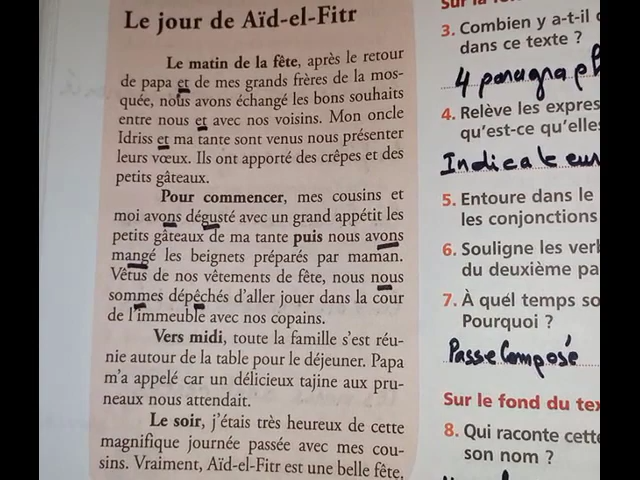 Le jour de Aïd-el-Fitr
Le matin de la fête, après le retour
de papa et de mes grands frères de la mos-
quée, nous avons échangé les bons souhaits
entre nous et avec nos voisins. Mon oncle
Idriss et ma tante sont venus nous présenter
leurs vœux. Ils ont apporté des crêpes et des
petits gâteaux.
Pour commencer, mes cousins et
moi avons dégusté avec un grand appétit les
petits gâteaux de ma tante puis nous avons
mangé les beignets préparés par maman.
Vêtus de nos vêtements de fête, nous nous
sommes dépêchés d'aller jouer dans la cour
de l'immeuble avec nos copains.
Vers midi, toute la famille s'est réu-
nie autour de la table pour le déjeuner. Papa
m'a appelé car un délicieux tajine aux pru-
neaux nous attendait.
Le soir, j'étais très heureux de cette
magnifique journée passée avec mes cou-
sins. Vraiment, Aïd-el-Fitr est une belle fête.
3. Combien y a-t-il
dans ce texte ?
4 paragraph
4. Relève les expres
qu'est-ce qu'elle
Indicateur
5. Entoure dans le
les conjonctions
6. Souligne les ver
du deuxième pa
7. À quel temps so
Pourquoi ?
Passe Composé
Sur le fond du tex
8. Qui raconte cett
son nom ?